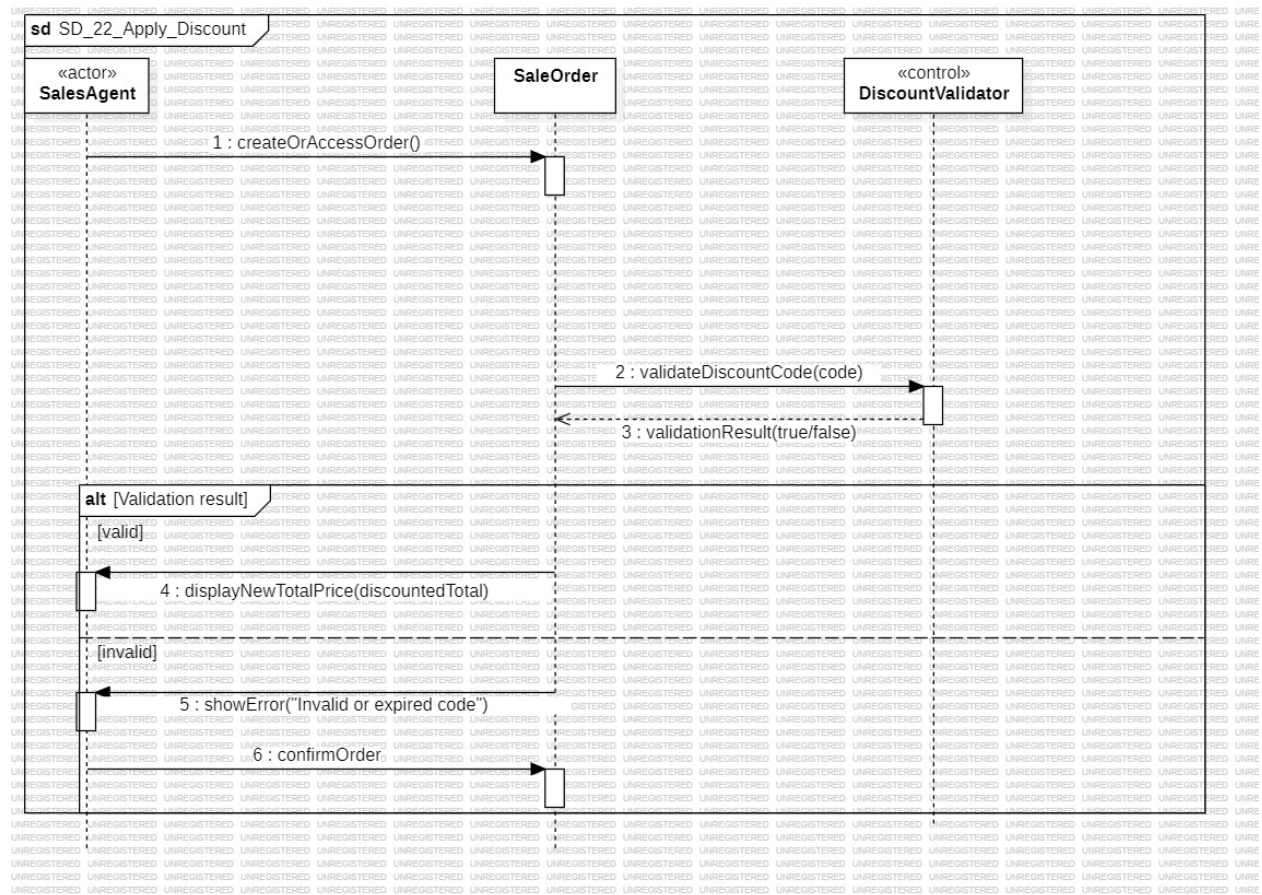 sd SD_22_Apply_Discount
«actor»
SalesAgent
SaleOrder
«control»
DiscountValidator
1 : createOrAccessOrder()
2 : validateDiscountCode(code)
3 : validationResult(true/false)
alt [Validation result]
[valid]
4 : displayNewTotalPrice(discountedTotal)
[invalid]
5 : showError("Invalid or expired code")
6 : confirmOrder
UNREGISTERED